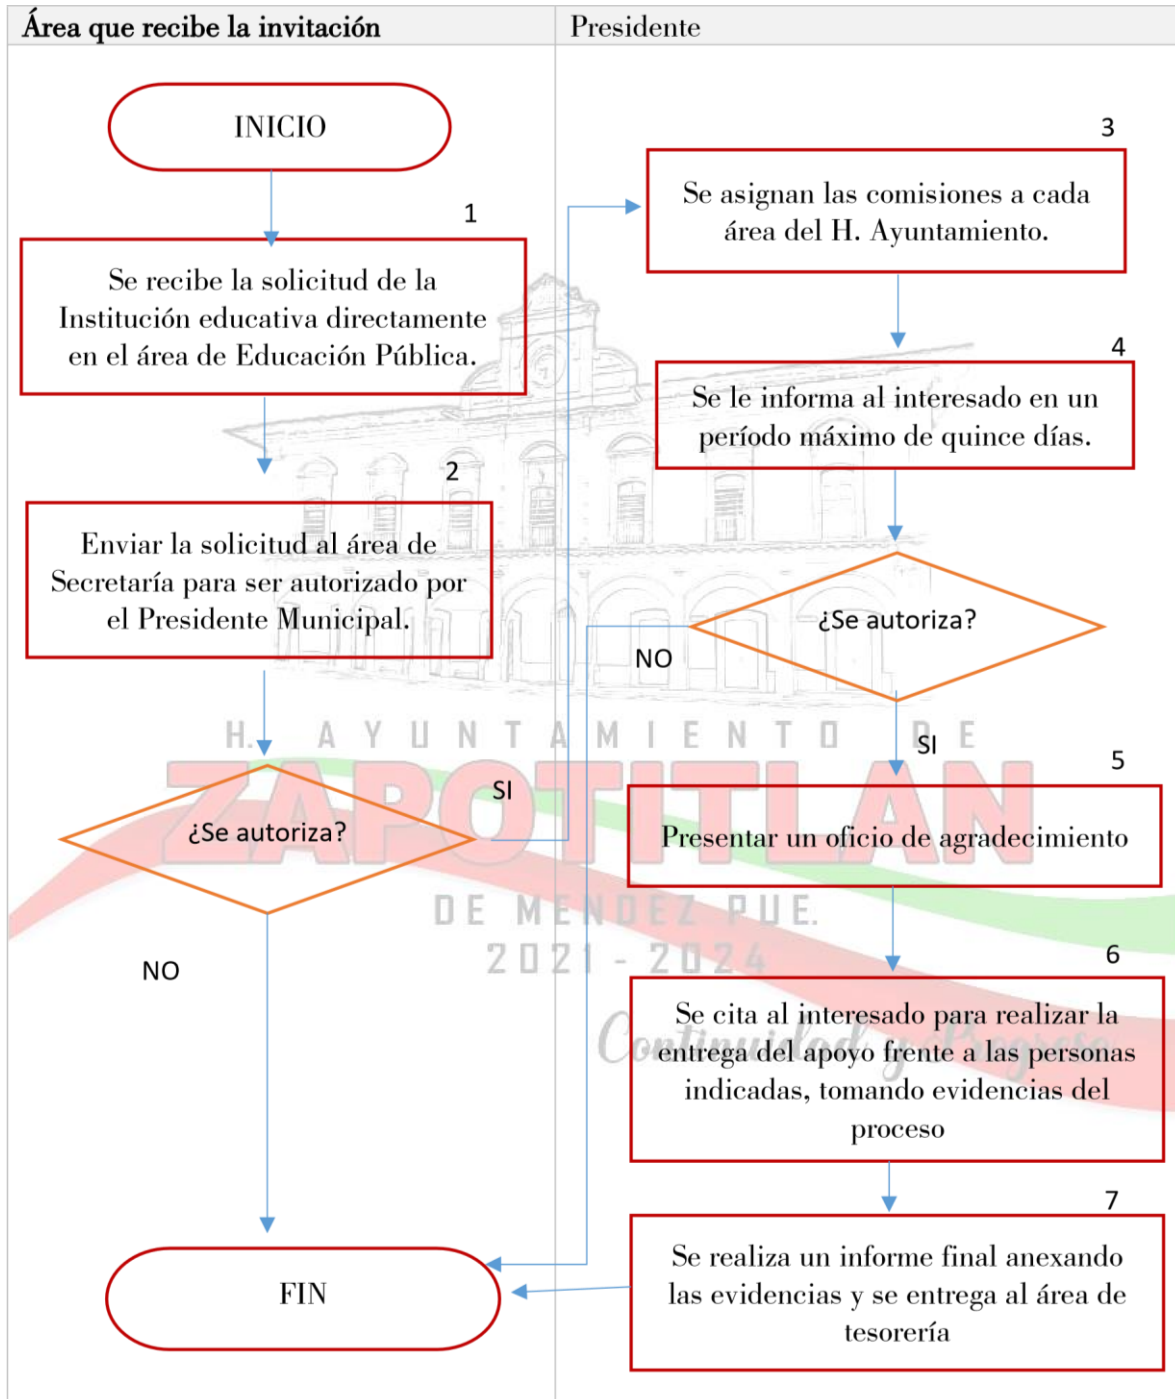 Área que recibe la invitación
Presidente
INICIO
1
Se recibe la solicitud de la
Institución educativa directamente
en el área de Educación Pública.
2
Enviar la solicitud al área de
Secretaría para ser autorizado por
el Presidente Municipal.
¿Se autoriza?
SI
NO
FIN
3
Se asignan las comisiones a cada
área del H. Ayuntamiento.
4
Se le informa al interesado en un
período máximo de quince días.
¿Se autoriza?
NO
SI
5
Presentar un oficio de agradecimiento
6
Se cita al interesado para realizar la
entrega del apoyo frente a las personas
indicadas, tomando evidencias del
proceso
7
Se realiza un informe final anexando
las evidencias y se entrega al área de
tesorería
H. AYUNTAMIENTO DE
ZAPOTITLAN
DE MENDEZ PUE.
2021 - 2024
Continuidad y Progreso